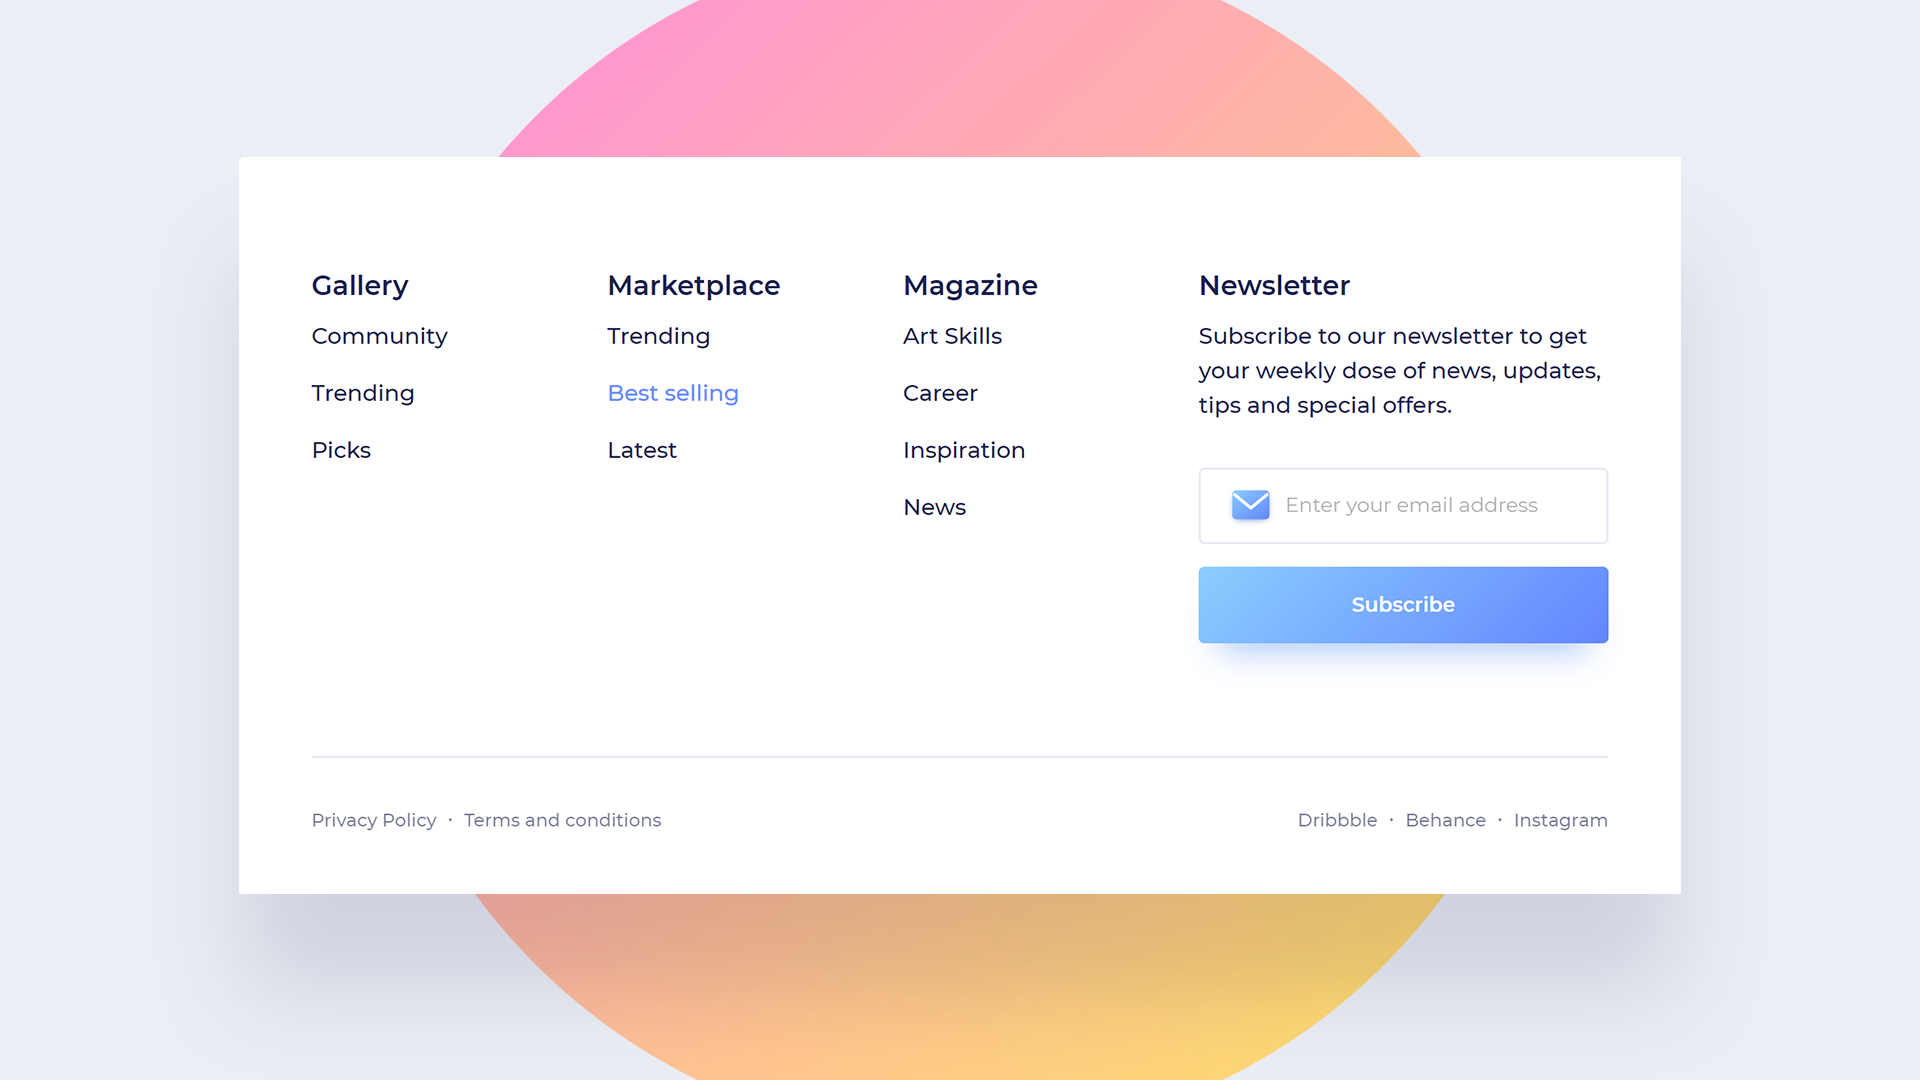 Gallery
Community
Trending
Picks
Marketplace
Trending
Best selling
Latest
Magazine
Art Skills
Career
Inspiration
News
Newsletter
Subscribe to our newsletter to get
your weekly dose of news, updates,
tips and special offers.
Enter your email address
Subscribe
Privacy Policy · Terms and conditions
Dribbble · Behance · Instagram